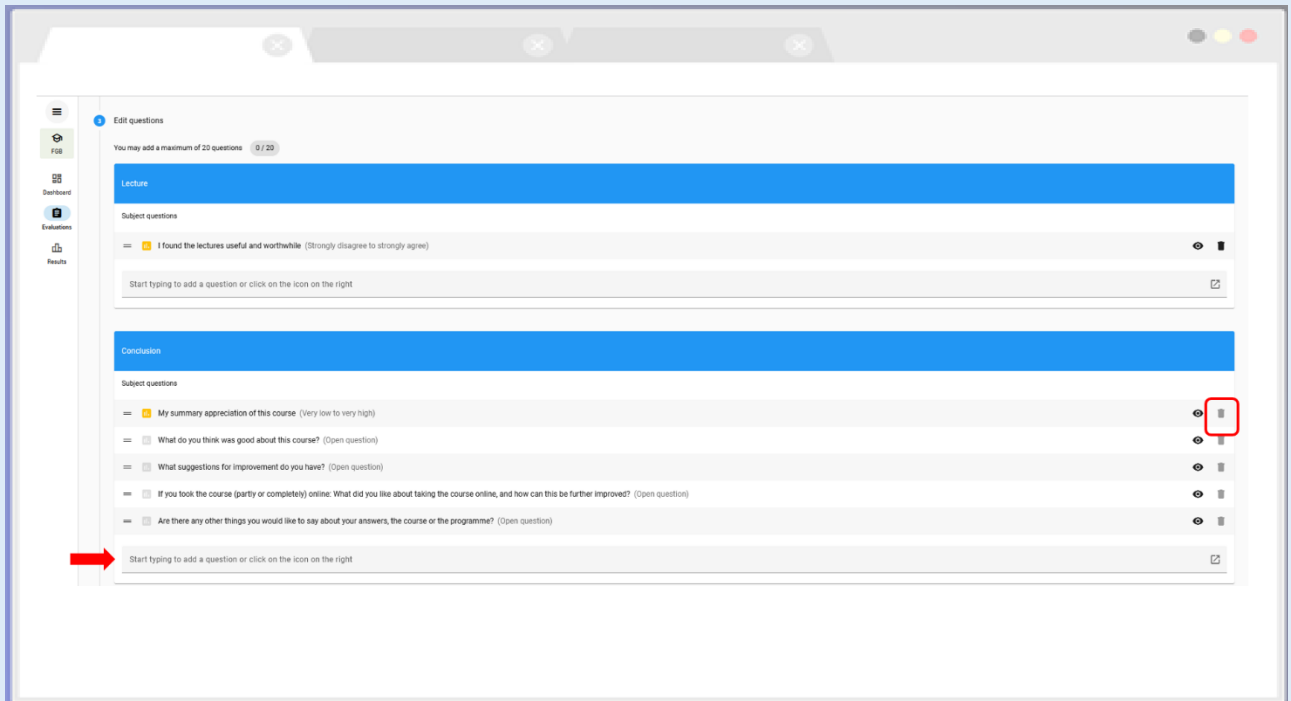 Edit questions
FGB
You may add a maximum of 20 questions 0 / 20
Dashboard
Lecture
Evaluations
Subject questions
Results
I found the lectures useful and worthwhile (Strongly disagree to strongly agree)
Start typing to add a question or click on the icon on the right
Conclusion
Subject questions
My summary appreciation of this course (Very low to very high)
What do you think was good about this course? (Open question)
What suggestions for improvement do you have? (Open question)
If you took the course (partly or completely) online: What did you like about taking the course online, and how can this be further improved? (Open question)
Are there any other things you would like to say about your answers, the course or the programme? (Open question)
Start typing to add a question or click on the icon on the right